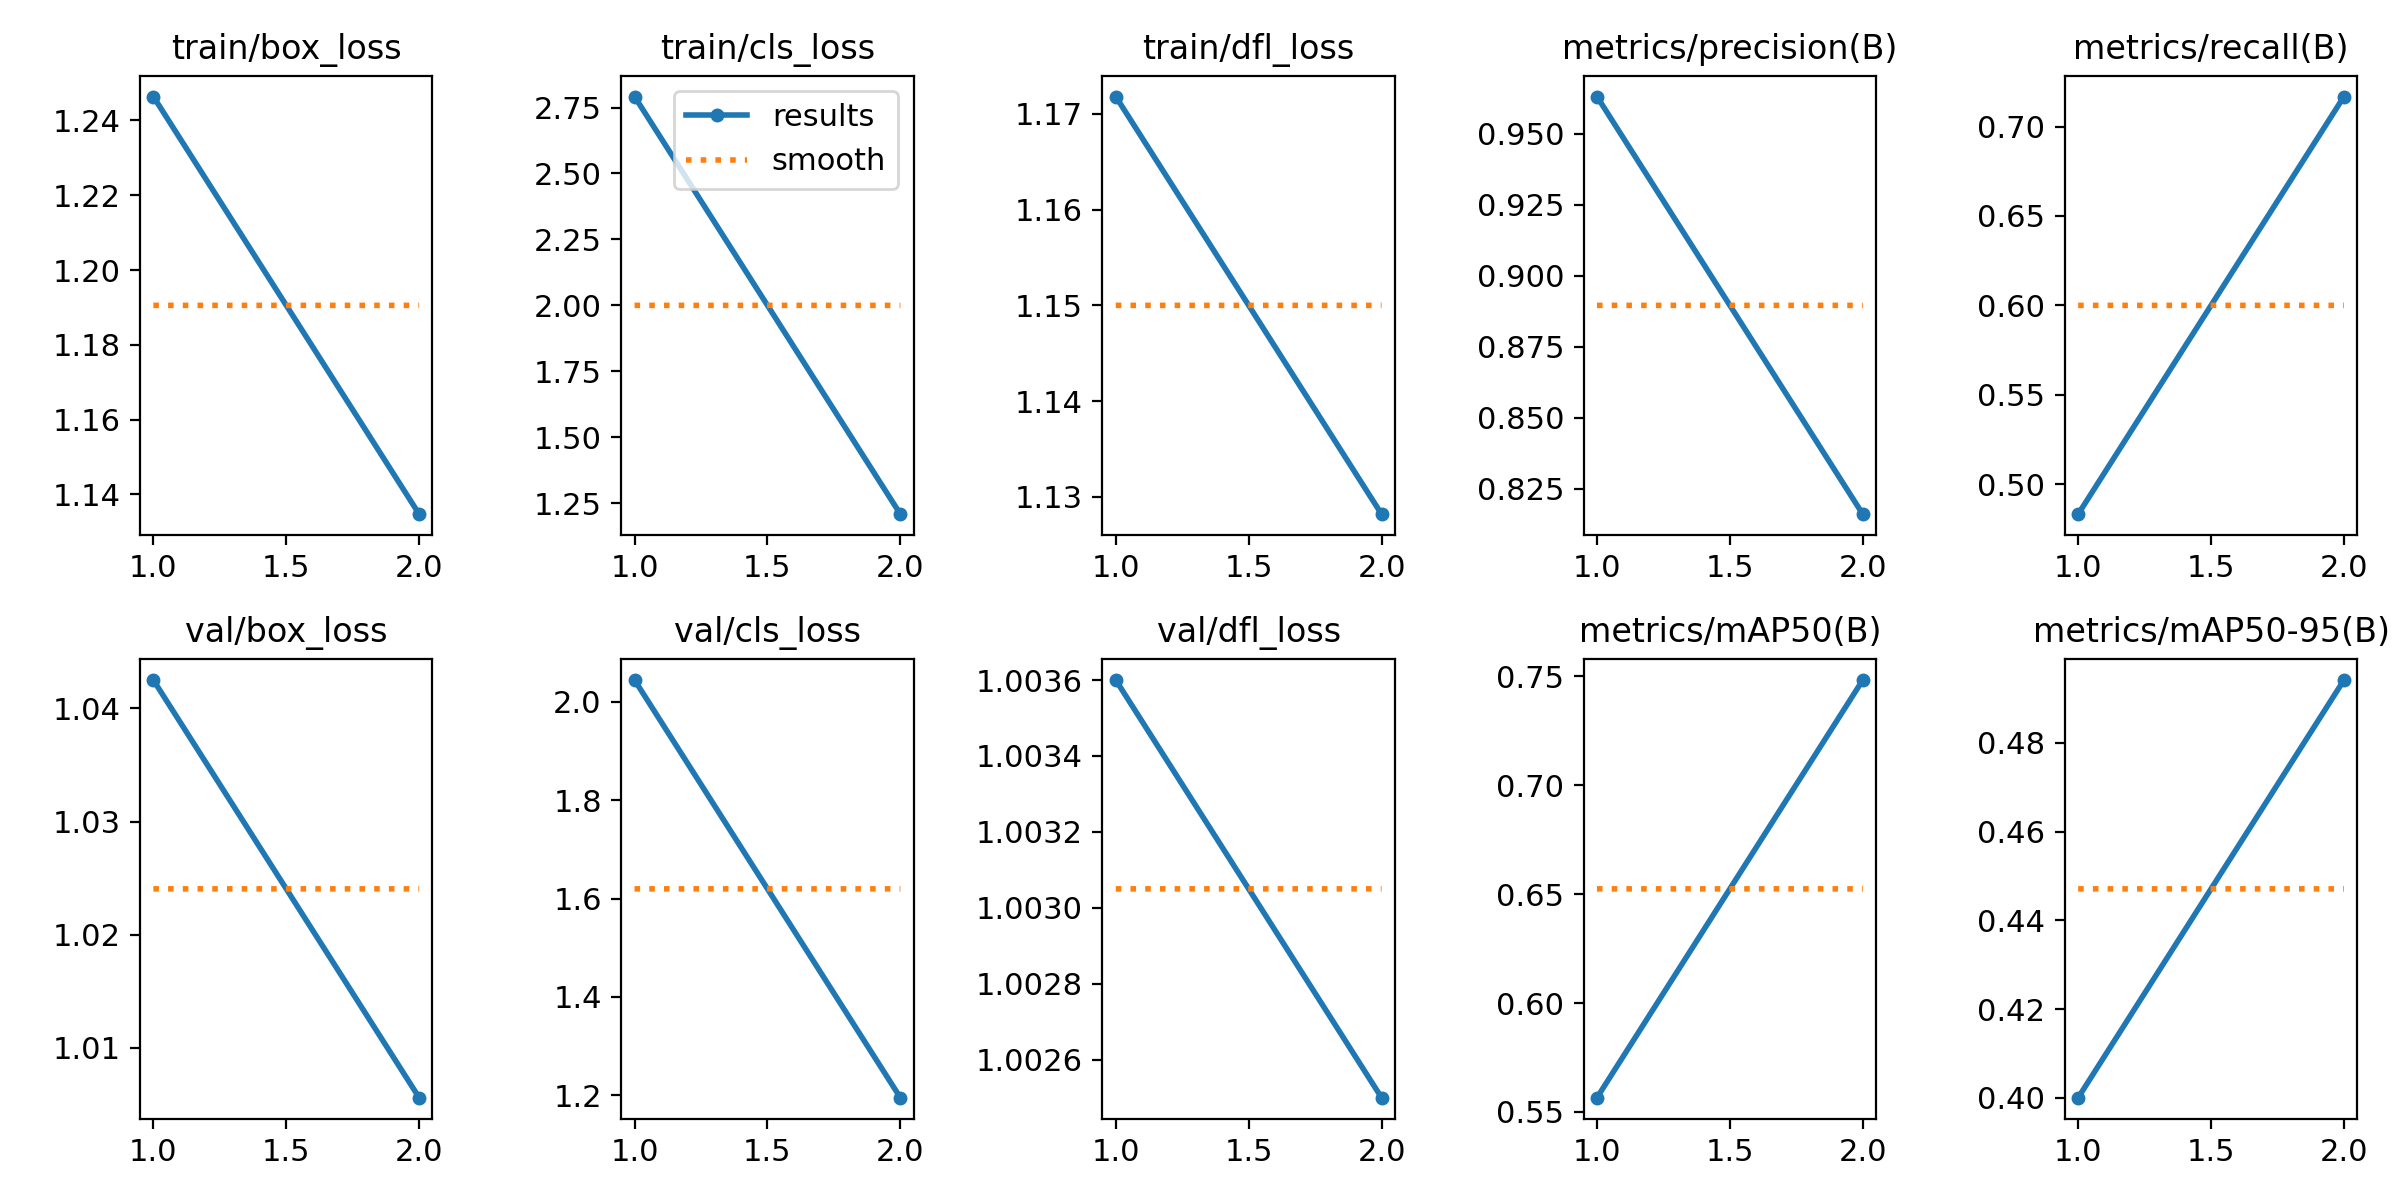 train/box_loss
1.24
1.22
1.20
1.18
1.16
1.14
1.0 1.5 2.0
train/cls_loss
results
smooth
2.75
2.50
2.25
2.00
1.75
1.50
1.25
1.0 1.5 2.0
train/dfl_loss
1.17
1.16
1.15
1.14
1.13
1.0 1.5 2.0
metrics/precision(B)
0.950
0.925
0.900
0.875
0.850
0.825
1.0 1.5 2.0
metrics/recall(B)
0.70
0.65
0.60
0.55
0.50
1.0 1.5 2.0
val/box_loss
1.04
1.03
1.02
1.01
1.0 1.5 2.0
val/cls_loss
2.0
1.8
1.6
1.4
1.2
1.0 1.5 2.0
val/dfl_loss
1.0036
1.0034
1.0032
1.0030
1.0028
1.0026
1.0 1.5 2.0
metrics/mAP50(B)
0.75
0.70
0.65
0.60
0.55
1.0 1.5 2.0
metrics/mAP50-95(B)
0.48
0.46
0.44
0.42
0.40
1.0 1.5 2.0